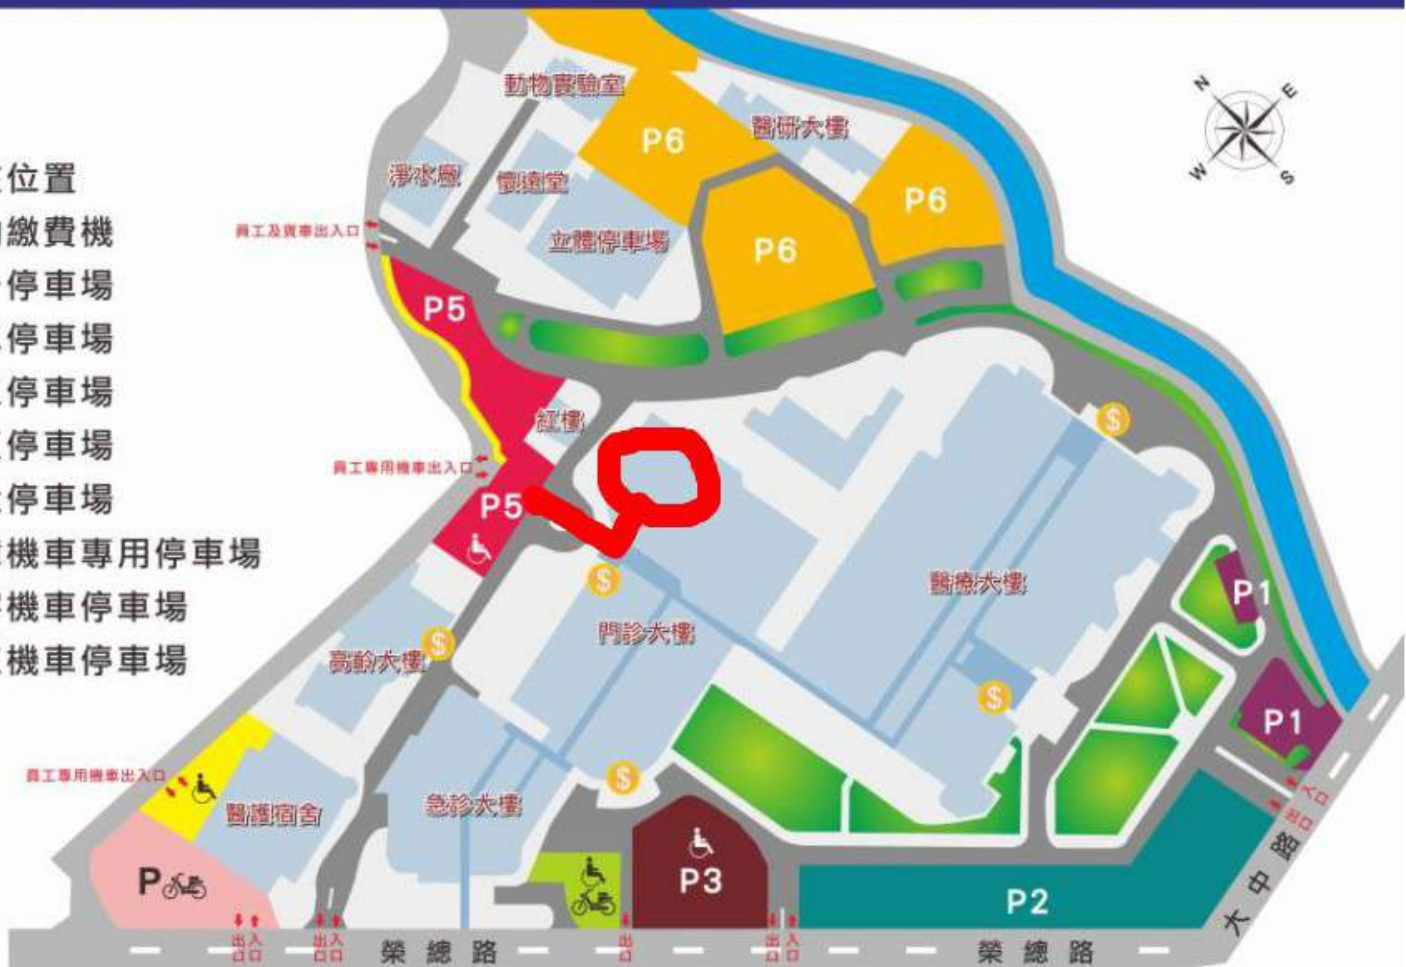 動物實驗室
醫研大樓
N
E
W
S
P6
淨水廠
懷遠堂
P6
位置
繳費機
員工及貨車出入口
立體停車場
P6
停車場
P5
停車場
停車場
紅樓
$
停車場
員工專用機車出入口
停車場
P5
機車專用停車場
$
醫療大樓
P1
機車停車場
門診大樓
$
高齡大樓
機車停車場
$
P1
員工專用機車出入口
$
急診大樓
醫護宿舍
入口
出口
P
P3
P2
大中路
出口
入口
出口
入口
榮總路
出口
出口
入口
榮總路